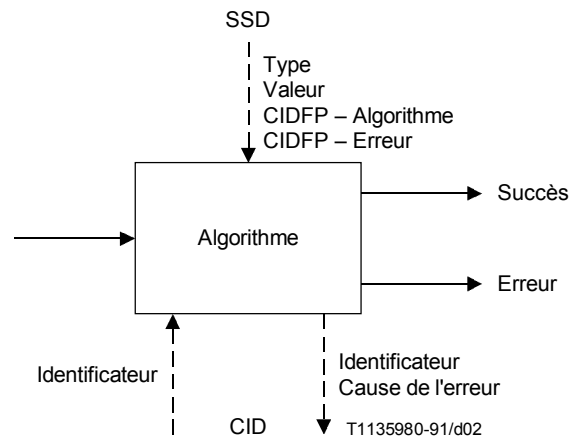 SSD
Type
Valeur
CIDFP – Algorithme
CIDFP – Erreur
Succès
Algorithme
Erreur
Identificateur
Identificateur
Cause de l'erreur
CID
T1135980-91/d02